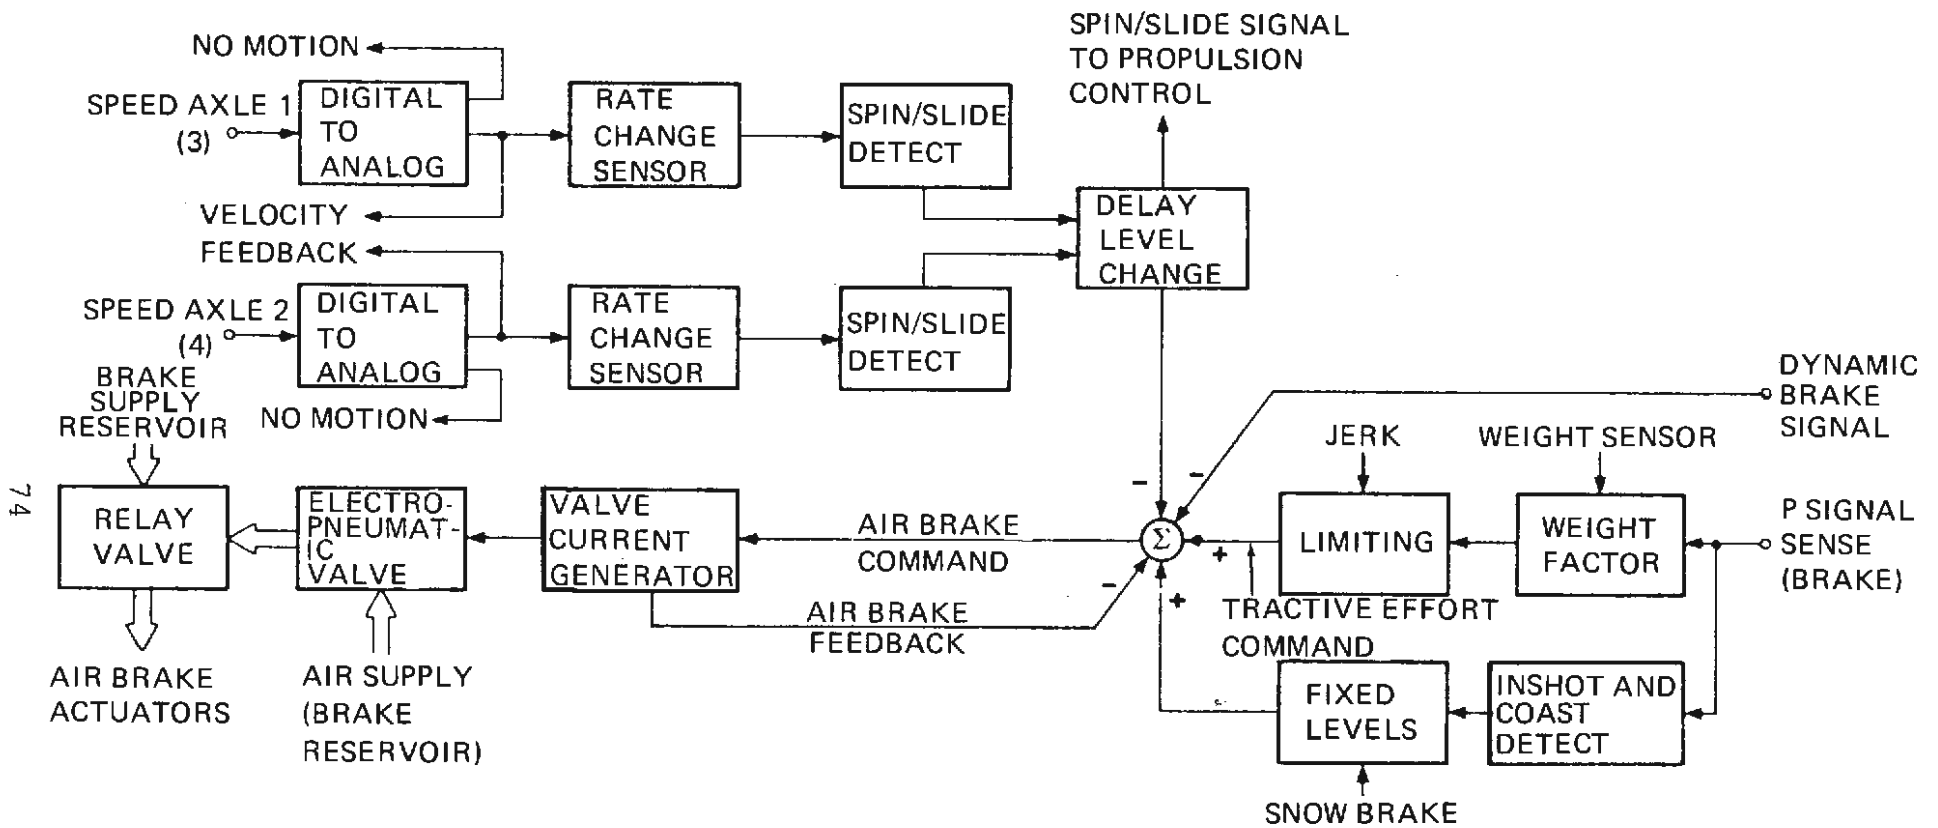 NO MOTION
SPEED AXLE 1
(3)
DIGITAL
TO
ANALOG
RATE
CHANGE
SENSOR
SPIN/SLIDE
DETECT
SPIN/SLIDE SIGNAL
TO PROPULSION
CONTROL
VELOCITY
FEEDBACK
DELAY
LEVEL
CHANGE
SPEED AXLE 2
(4)
DIGITAL
TO
ANALOG
RATE
CHANGE
SENSOR
SPIN/SLIDE
DETECT
NO MOTION
BRAKE
SUPPLY
RESERVOIR
RELAY
VALVE
AIR BRAKE
ACTUATORS
ELECTRO-
PNEUMAT-
IC
VALVE
AIR SUPPLY
(BRAKE
RESERVOIR)
VALVE
CURRENT
GENERATOR
AIR BRAKE
COMMAND
AIR BRAKE
FEEDBACK
Σ
-
-
-
+
+
DYNAMIC
BRAKE
SIGNAL
JERK
WEIGHT SENSOR
LIMITING
WEIGHT
FACTOR
P SIGNAL
SENSE
(BRAKE)
TRACTIVE EFFORT
COMMAND
FIXED
LEVELS
INSHOT AND
COAST
DETECT
SNOW BRAKE
74